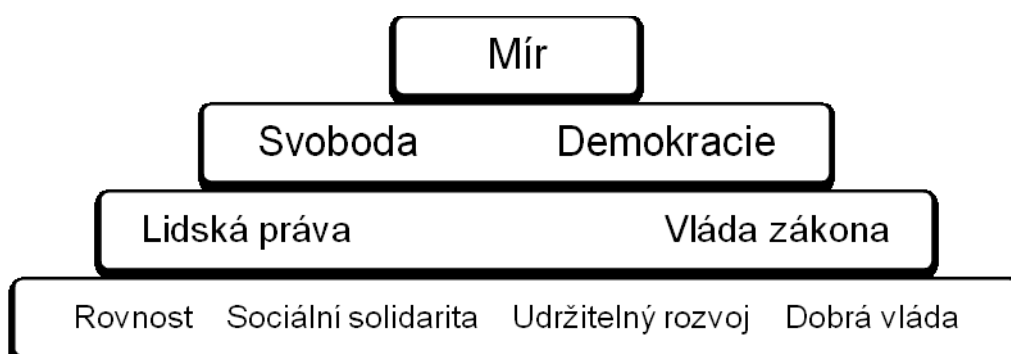 Mír
Svoboda Demokracie
Lidská práva Vláda zákona
Rovnost Sociální solidarita Udržitelný rozvoj Dobrá vláda